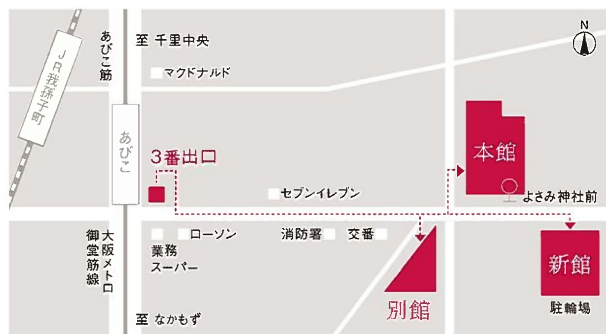 N
至 千里中央
あびこ筋
マクドナルド
JR我孫子町
あびこ
3番出口
本館
セブンイレブン
よさみ神社前
大阪メトロ
御堂筋線
業務
スーパー
ローソン
消防署
交番
別館
新館
駐輪場
至 なかもず